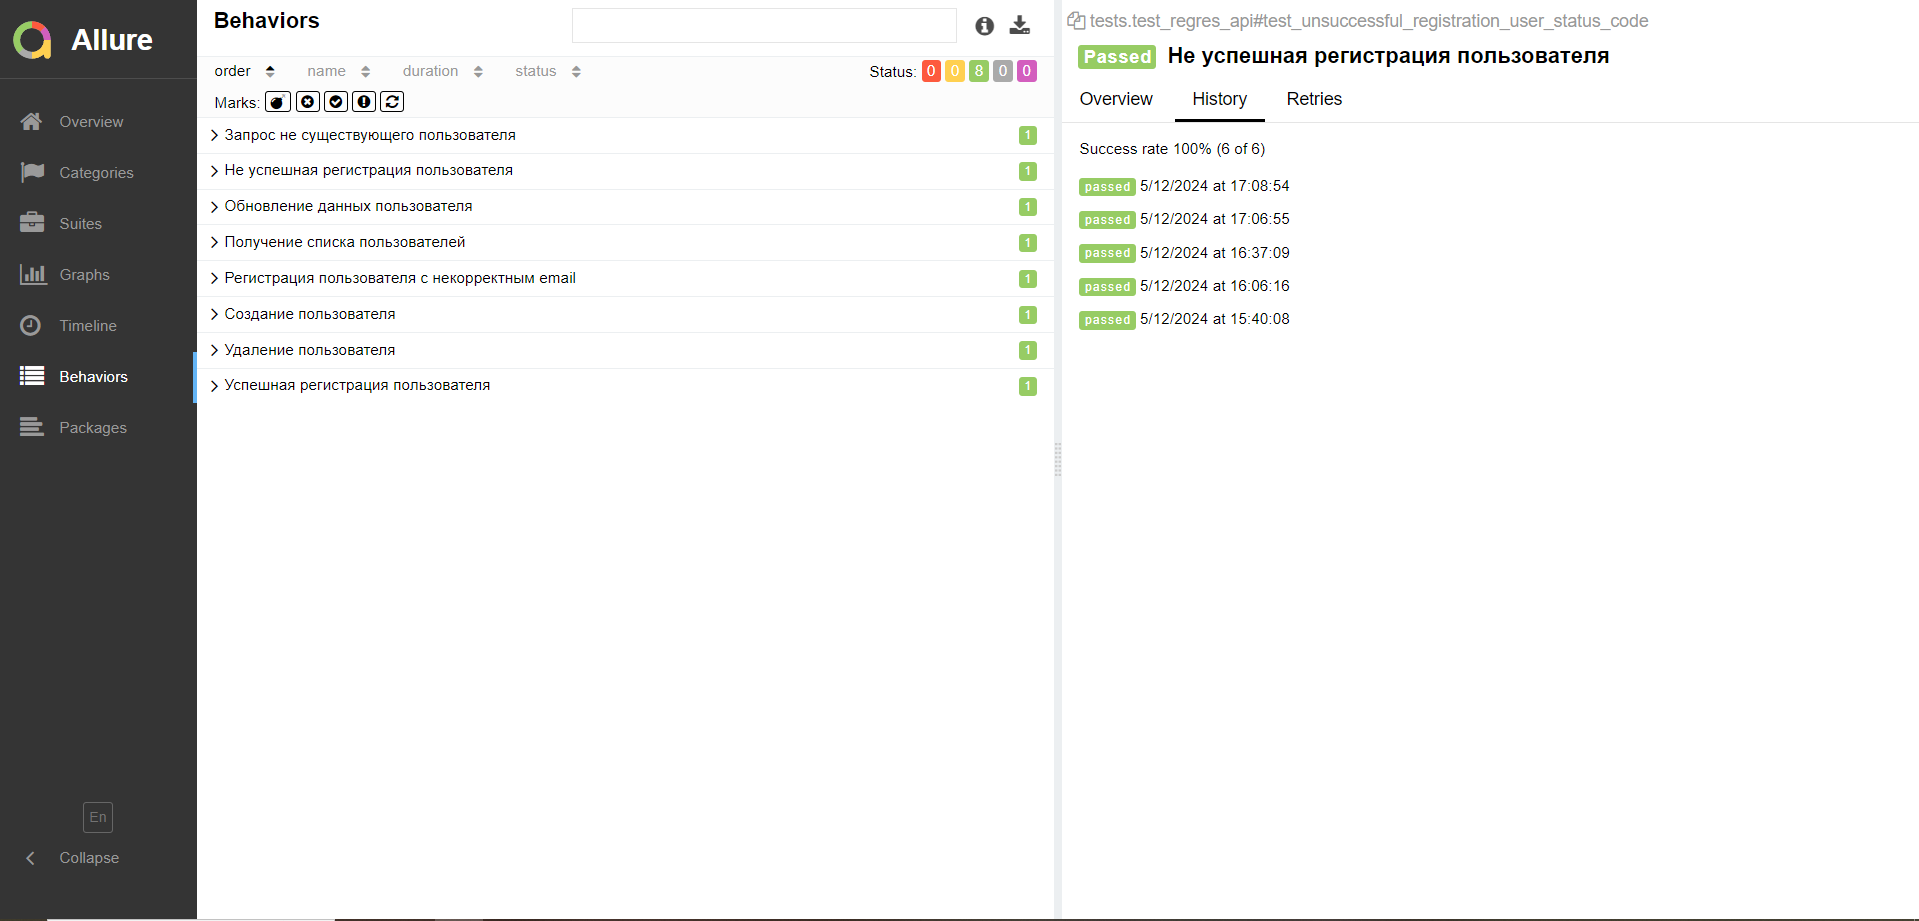 Allure
Overview
Categories
Suites
Graphs
Timeline
Behaviors
Packages
En
Collapse
Behaviors
order name duration status
Status: 0 0 8 0 0
Marks:
Запрос не существующего пользователя 1
Не успешная регистрация пользователя 1
Обновление данных пользователя 1
Получение списка пользователей 1
Регистрация пользователя с некорректным email 1
Создание пользователя 1
Удаление пользователя 1
Успешная регистрация пользователя 1
tests.test_regres_api#test_unsuccessful_registration_user_status_code
Passed Не успешная регистрация пользователя
Overview History Retries
Success rate 100% (6 of 6)
passed 5/12/2024 at 17:08:54
passed 5/12/2024 at 17:06:55
passed 5/12/2024 at 16:37:09
passed 5/12/2024 at 16:06:16
passed 5/12/2024 at 15:40:08